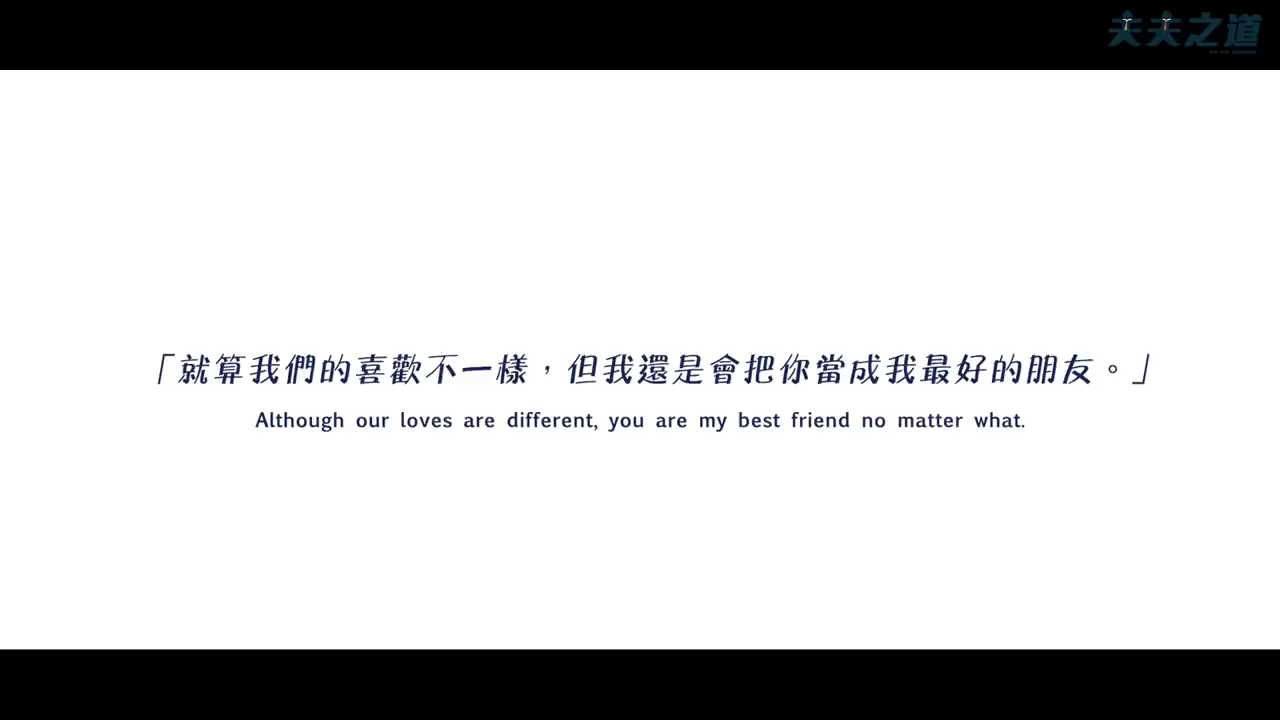 夫夫之道
「就算我們的喜歡不一樣，但我還是會把你當成我最好的朋友。」
Although our loves are different, you are my best friend no matter what.